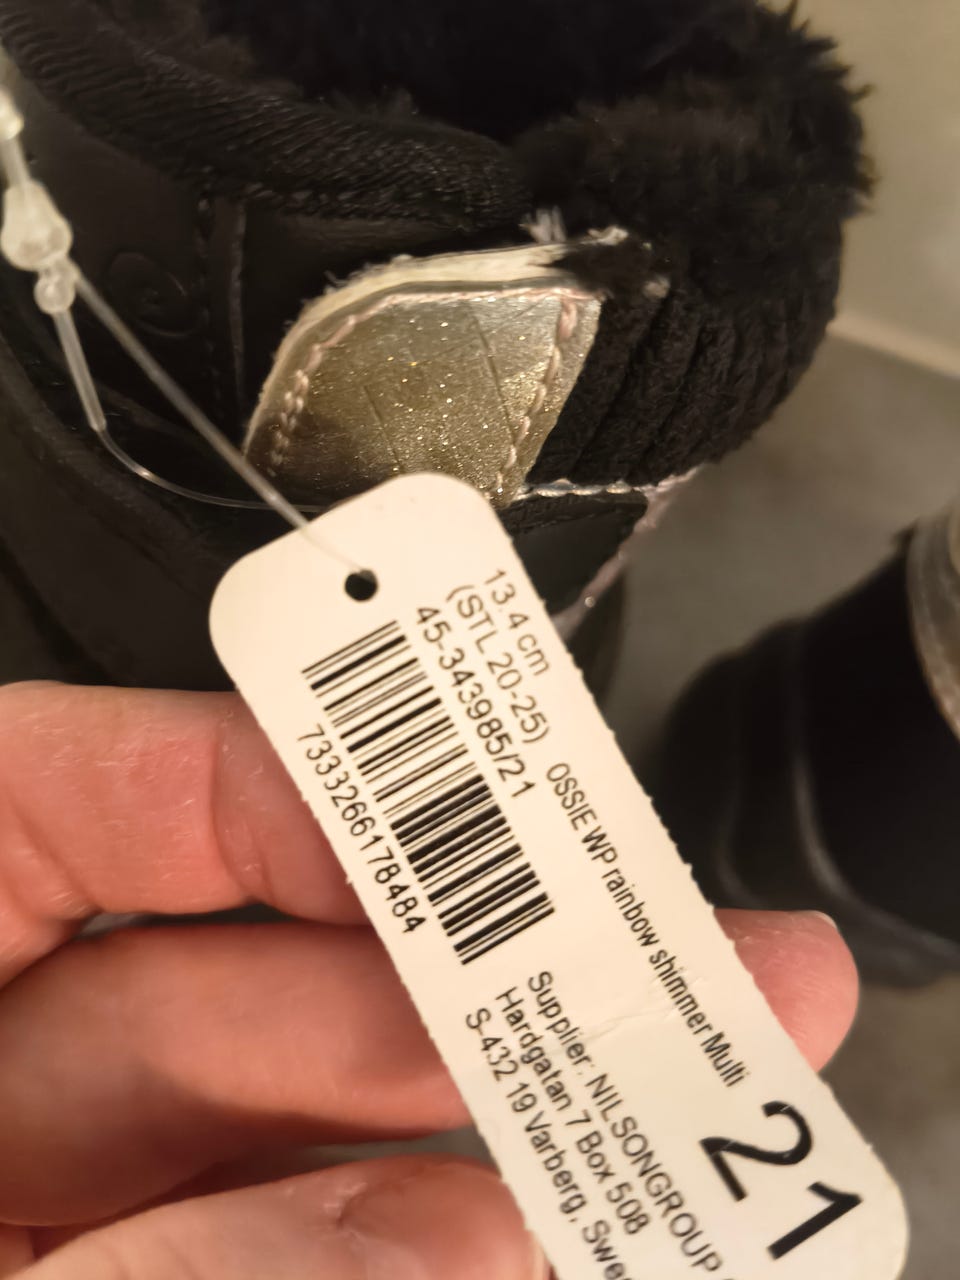 13.4 cm
(STL 20-25)
45-343985/21
7333266178484
OSSIE WP rainbow shimmer Multi
21
Supplier: NILSONGROUP
Hardgatan 7 Box 508
S-432 19 Varberg,